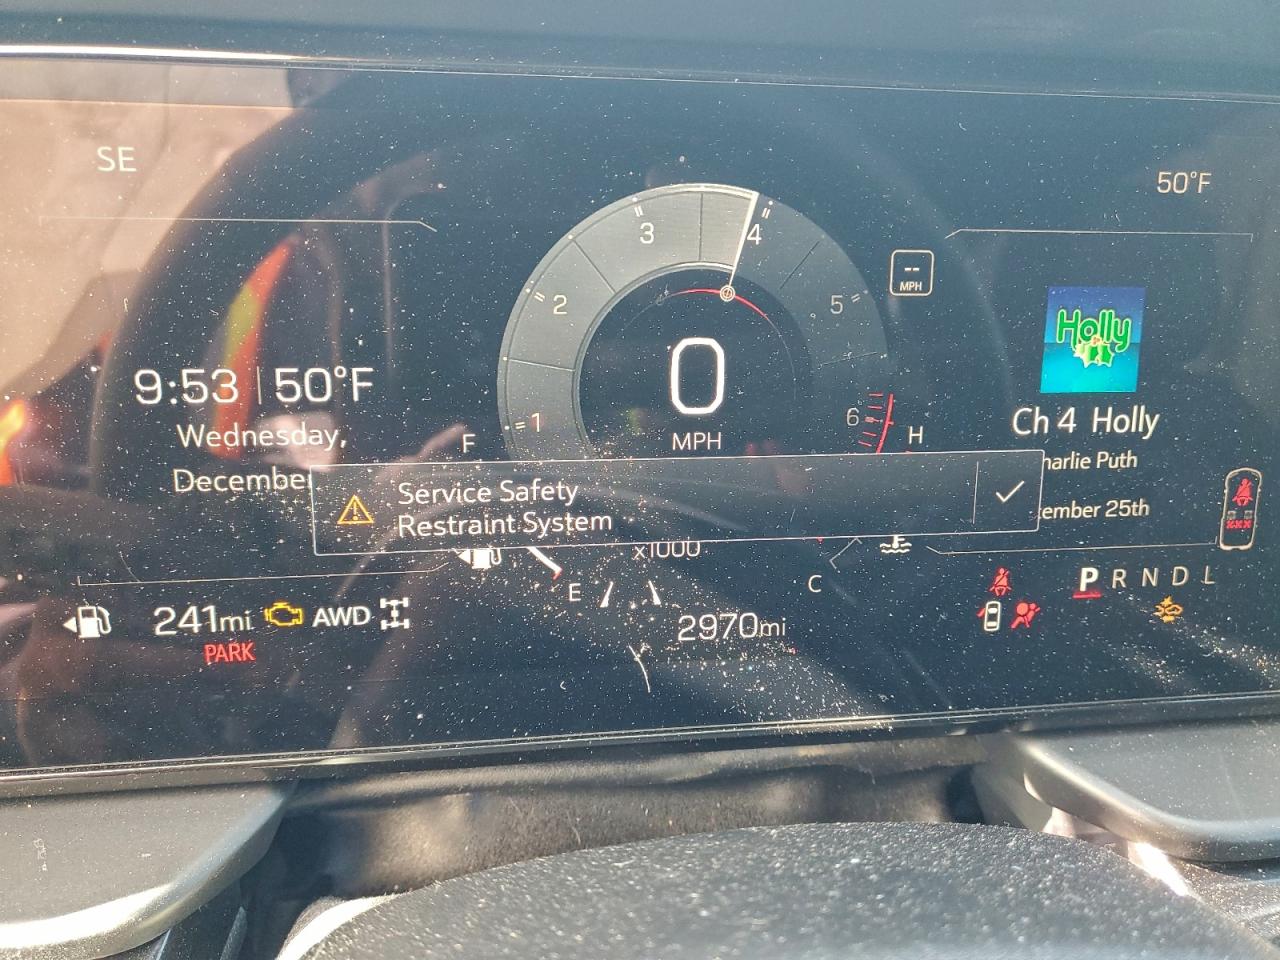 SE
50°F
3
4
2
5
--
MPH
Holly
9:53 | 50°F
0
1
6
Wednesday,
F
MPH
H
Ch 4 Holly
harlie Puth
December
Service Safety
Restraint System
ember 25th
x1000
E
C
P R N D L
241mi
AWD
2970mi
PARK